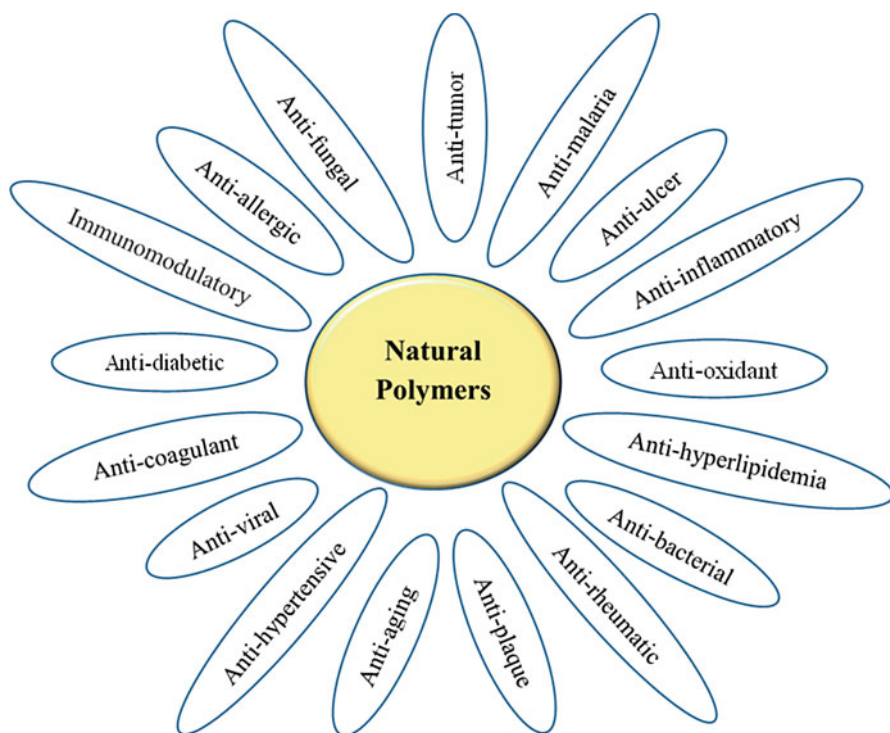 Natural
Polymers
Anti-tumor
Anti-malaria
Anti-ulcer
Anti-inflammatory
Anti-oxidant
Anti-hyperlipidemia
Anti-bacterial
Anti-rheumatic
Anti-plaque
Anti-aging
Anti-hypertensive
Anti-viral
Anti-coagulant
Anti-diabetic
Immunomodulatory
Anti-allergic
Anti-fungal